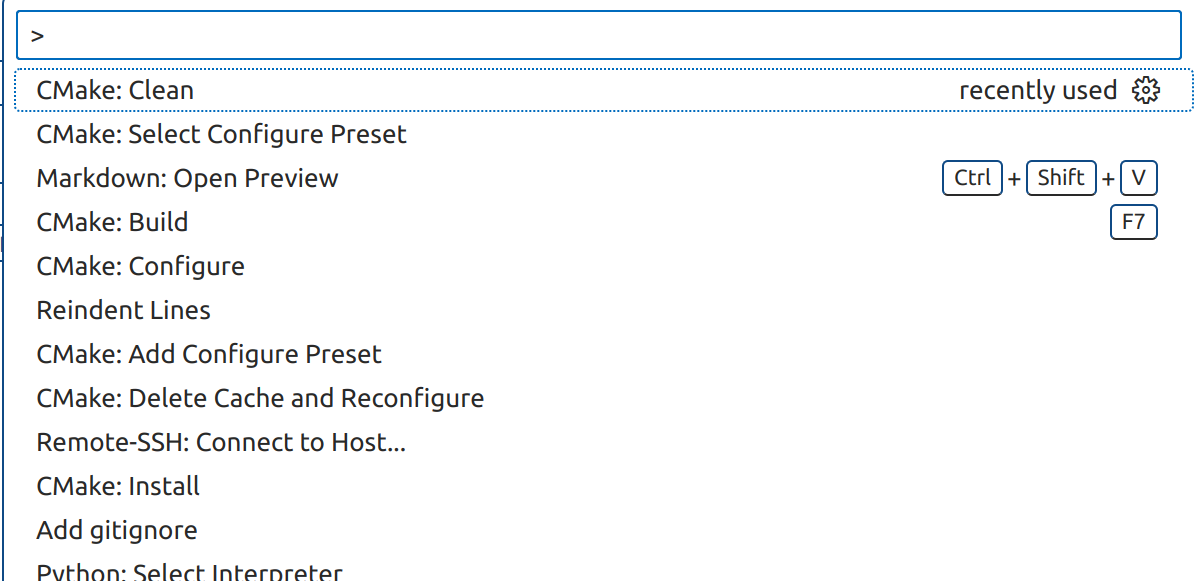 >
CMake: Clean recently used
CMake: Select Configure Preset
Markdown: Open Preview Ctrl + Shift + V
CMake: Build F7
CMake: Configure
Reindent Lines
CMake: Add Configure Preset
CMake: Delete Cache and Reconfigure
Remote-SSH: Connect to Host...
CMake: Install
Add gitignore
Python: Select Interpreter